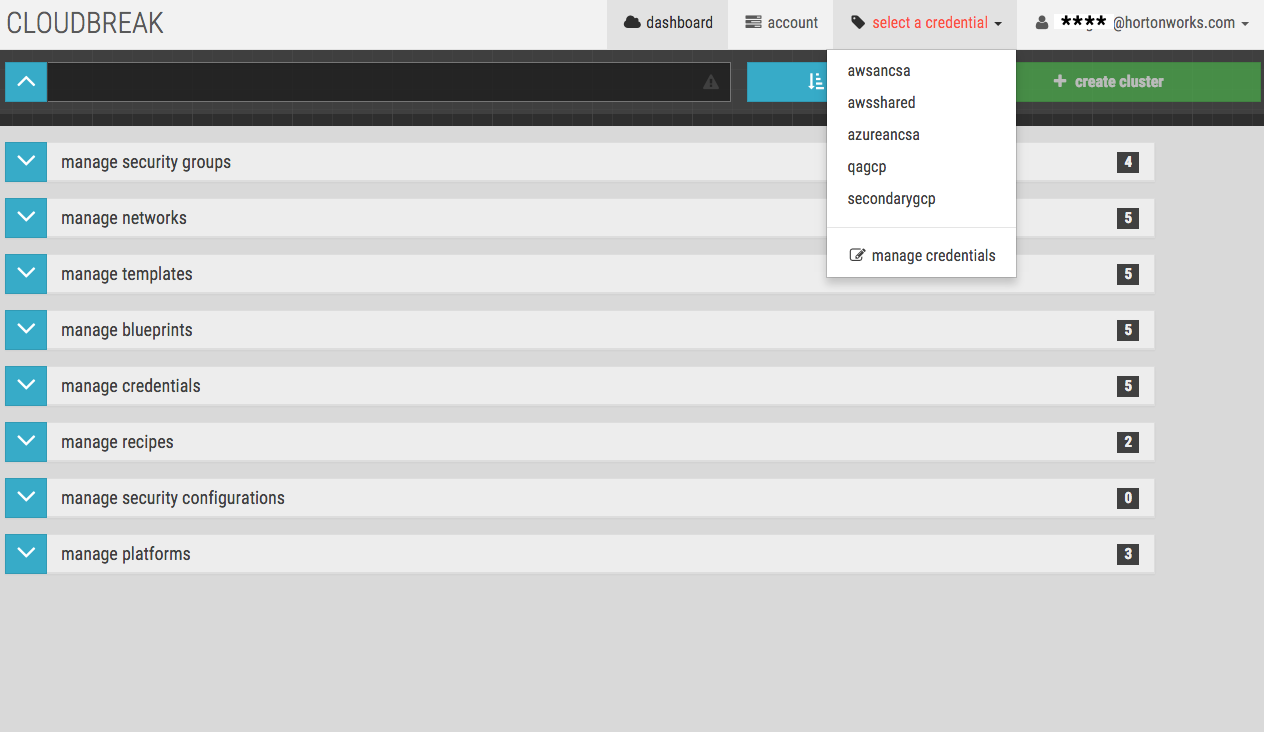 CLOUDBREAK dashboard account select a credential **** @hortonworks.com
awsancsa
create cluster
awsshared
azureancsa
qagcp
secondarygcp
manage credentials
manage security groups 4
manage networks 5
manage templates 5
manage blueprints 5
manage credentials 5
manage recipes 2
manage security configurations 0
manage platforms 3